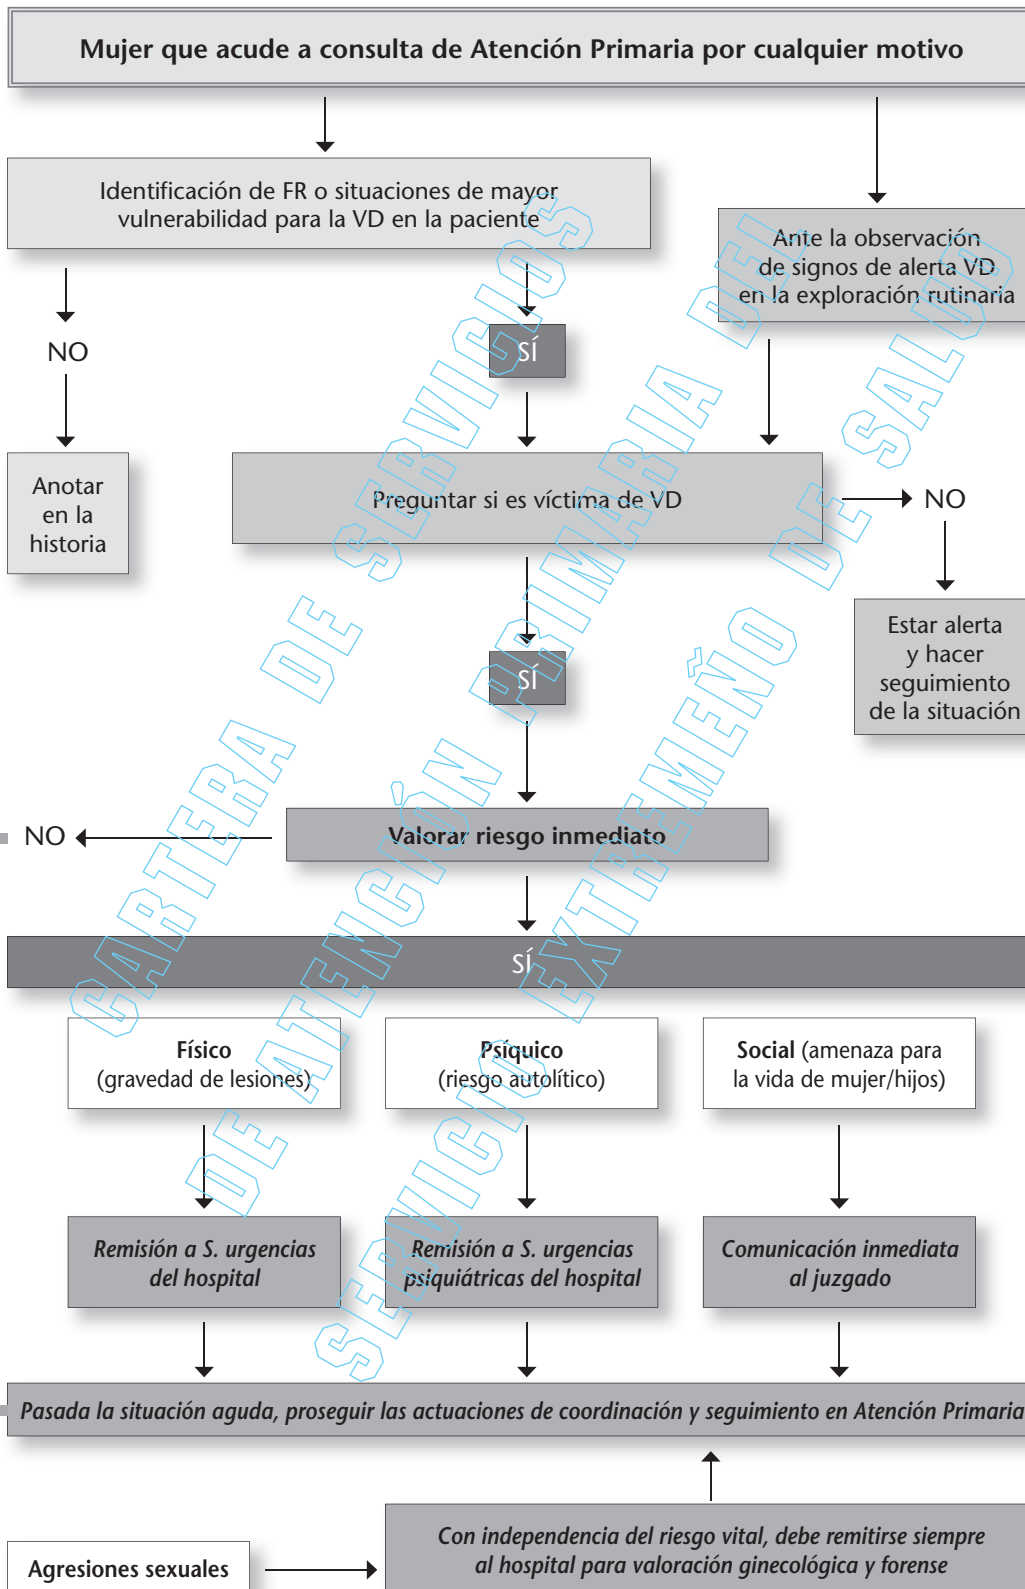 Mujer que acude a consulta de Atención Primaria por cualquier motivo
Identificación de FR o situaciones de mayor
vulnerabilidad para la VD en la paciente
Ante la observación
de signos de alerta VD
en la exploración rutinaria
NO
SÍ
Anotar
en la
historia
Preguntar si es víctima de VD
NO
Estar alerta
y hacer
seguimiento
de la situación
SÍ
Valorar riesgo inmediato
NO
SÍ
Físico
(gravedad de lesiones)
Psíquico
(riesgo autolítico)
Social (amenaza para
la vida de mujer/hijos)
Remisión a S. urgencias
del hospital
Remisión a S. urgencias
psiquiátricas del hospital
Comunicación inmediata
al juzgado
Pasada la situación aguda, proseguir las actuaciones de coordinación y seguimiento en Atención Primaria
Agresiones sexuales
Con independencia del riesgo vital, debe remitirse siempre
al hospital para valoración ginecológica y forense
CARTERA DE SERVICIOS
DE ATENCIÓN PRIMARIA DEL
SERVICIO EXTREMEÑO DE SALUD